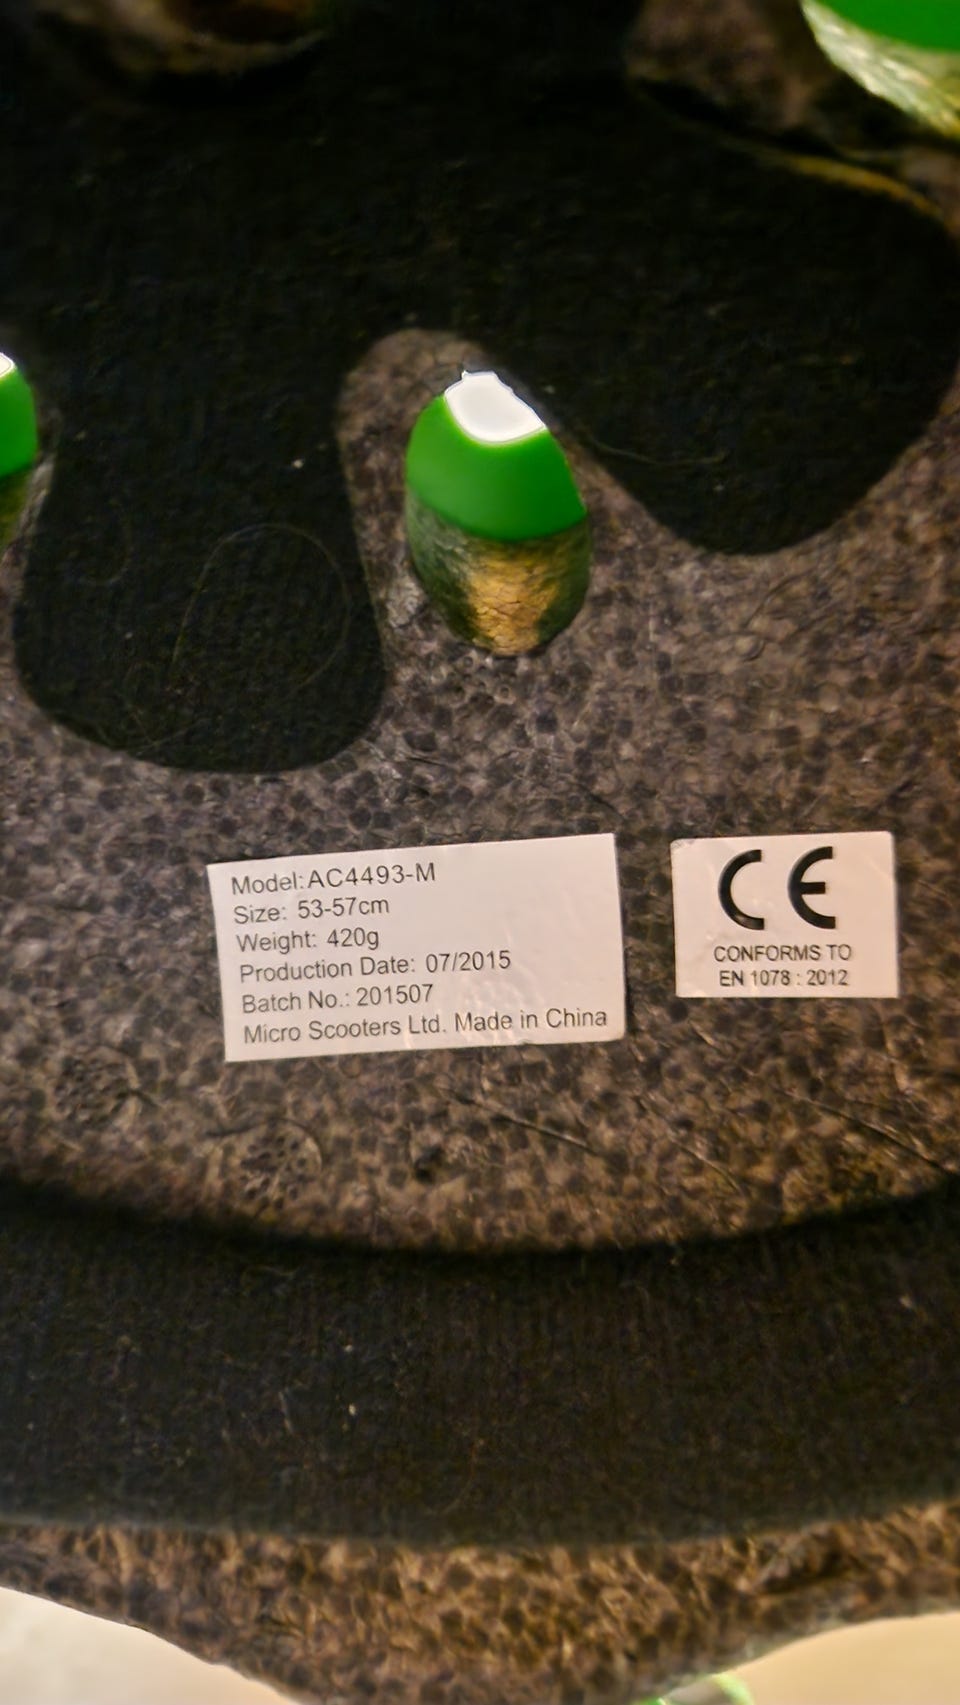 Model:AC4493-M
Size: 53-57cm
Weight: 420g
Production Date: 07/2015
Batch No.: 201507
Micro Scooters Ltd. Made in China
CE
CONFORMS TO
EN 1078 : 2012